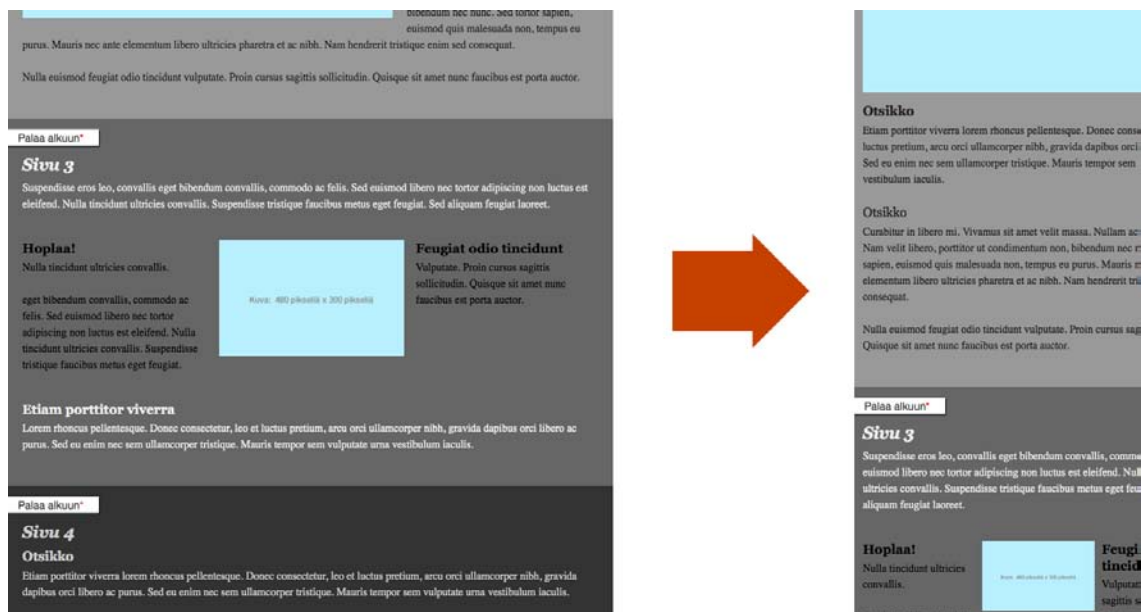 bibendum nec nunc. Sed tortor sapien,
euismod quis malesuada non, tempus eu
purus. Mauris nec ante elementum libero ultricies pharetra et ac nibh. Nam hendrerit tristique enim sed consequat.
Nulla euismod feugiat odio tincidunt vulputate. Proin cursus sagittis sollicitudin. Quisque sit amet nunc faucibus est porta auctor.
Palaa alkuun*
Sivu 3
Suspendisse eros leo, convallis eget bibendum convallis, commodo ac felis. Sed euismod libero nec tortor adipiscing non luctus est
eleifend. Nulla tincidunt ultricies convallis. Suspendisse tristique faucibus metus eget feugiat. Sed aliquam feugiat laoreet.
Hoplaa!
Nulla tincidunt ultricies convallis.
eget bibendum convallis, commodo ac
felis. Sed euismod libero nec tortor
adipiscing non luctus est eleifend. Nulla
tincidunt ultricies convallis. Suspendisse
tristique faucibus metus eget feugiat.
Kuva: 480 pikseliä x 300 pikseliä
Feugiat odio tincidunt
Vulputate. Proin cursus sagittis
sollicitudin. Quisque sit amet nunc
faucibus est porta auctor.
Etiam porttitor viverra
Lorem rhoncus pellentesque. Donec consectetur, leo et luctus pretium, arcu orci ullamcorper nibh, gravida dapibus orci libero ac
purus. Sed eu enim nec sem ullamcorper tristique. Mauris tempor sem vulputate urna vestibulum iaculis.
Palaa alkuun*
Sivu 4
Otsikko
Etiam porttitor viverra lorem rhoncus pellentesque. Donec consectetur, leo et luctus pretium, arcu orci ullamcorper nibh, gravida
dapibus orci libero ac purus. Sed eu enim nec sem ullamcorper tristique. Mauris tempor sem vulputate urna vestibulum iaculis.
Otsikko
Etiam porttitor viverra lorem rhoncus pellentesque. Donec conse
luctus pretium, arcu orci ullamcorper nibh, gravida dapibus orci
Sed eu enim nec sem ullamcorper tristique. Mauris tempor sem
vestibulum iaculis.
Otsikko
Curabitur in libero mi. Vivamus sit amet velit massa. Nullam ac
Nam velit libero, porttitor ut condimentum non, bibendum nec
sapien, euismod quis malesuada non, tempus eu purus. Mauris
elementum libero ultricies pharetra et ac nibh. Nam hendrerit
consequat.
Nulla euismod feugiat odio tincidunt vulputate. Proin cursus
Quisque sit amet nunc faucibus est porta auctor.
Palaa alkuun*
Sivu 3
Suspendisse eros leo, convallis eget bibendum convallis,
euismod libero nec tortor adipiscing non luctus est eleifend.
ultricies convallis. Suspendisse tristique faucibus metus eget
aliquam feugiat laoreet.
Hoplaa!
Nulla tincidunt ultricies
convallis.
Kuva: 480 pikseliä x 300 pikseliä
Feugi
tincid
Vulputat
sagittis